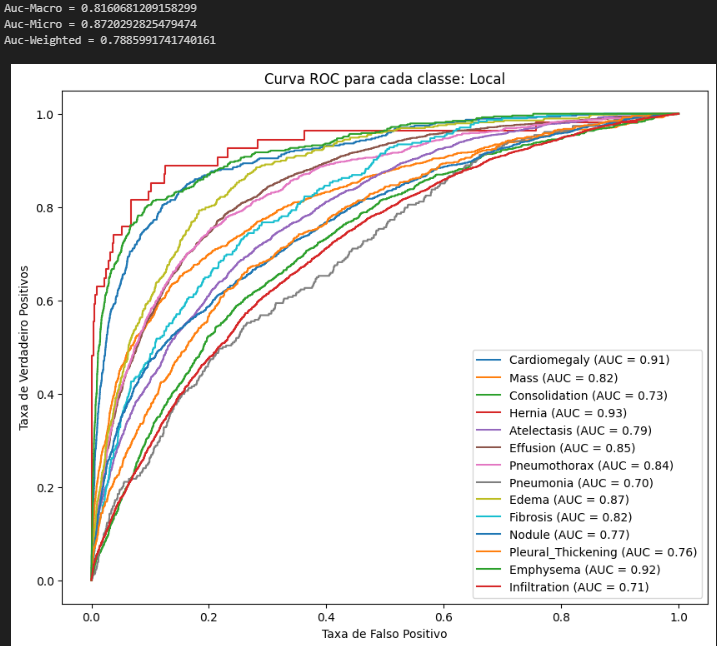 Auc-Macro = 0.8160681209158299
Auc-Micro = 0.8720292825479474
Auc-Weighted = 0.7885991741740161
Curva ROC para cada classe: Local
Taxa de Verdadeiro Positivos
1.0
0.8
0.6
0.4
0.2
0.0
Cardiomegaly (AUC = 0.91)
Mass (AUC = 0.82)
Consolidation (AUC = 0.73)
Hernia (AUC = 0.93)
Atelectasis (AUC = 0.79)
Effusion (AUC = 0.85)
Pneumothorax (AUC = 0.84)
Pneumonia (AUC = 0.70)
Edema (AUC = 0.87)
Fibrosis (AUC = 0.82)
Nodule (AUC = 0.77)
Pleural_Thickening (AUC = 0.76)
Emphysema (AUC = 0.92)
Infiltration (AUC = 0.71)
0.0 0.2 0.4 0.6 0.8 1.0
Taxa de Falso Positivo